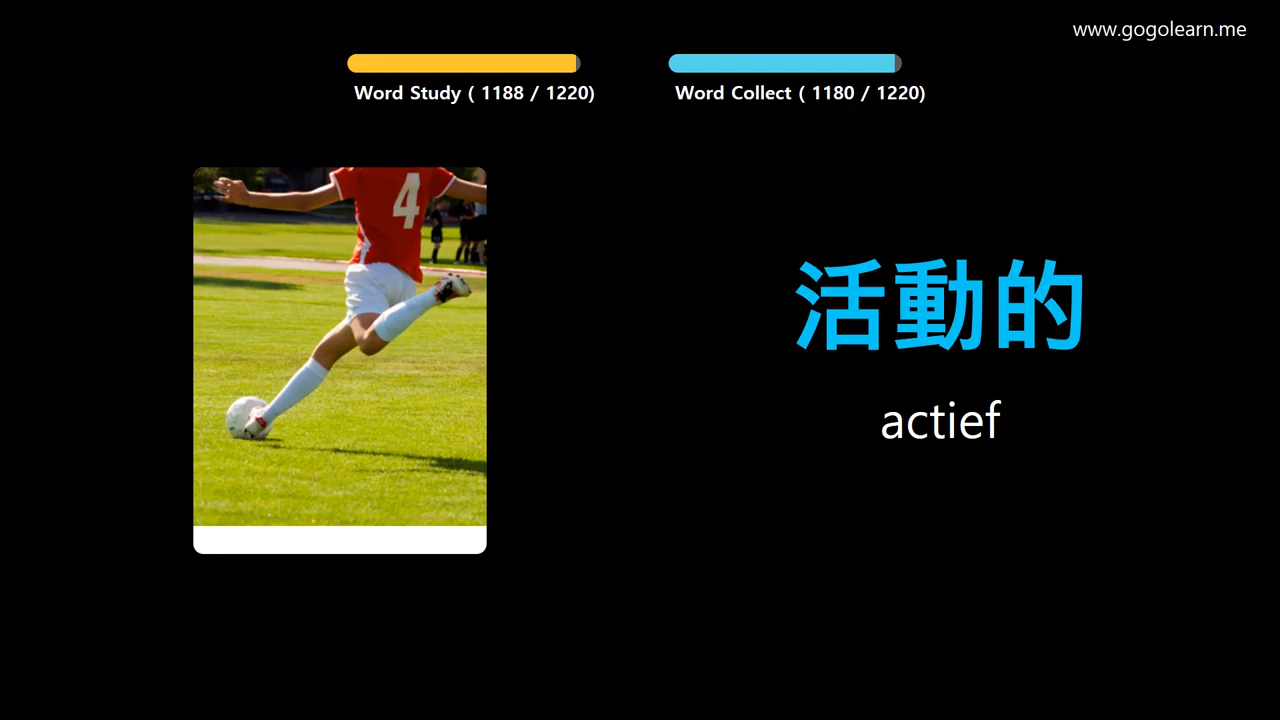 www.gogolearn.me
Word Study ( 1188 / 1220)
Word Collect ( 1180 / 1220)
4
活動的
actief